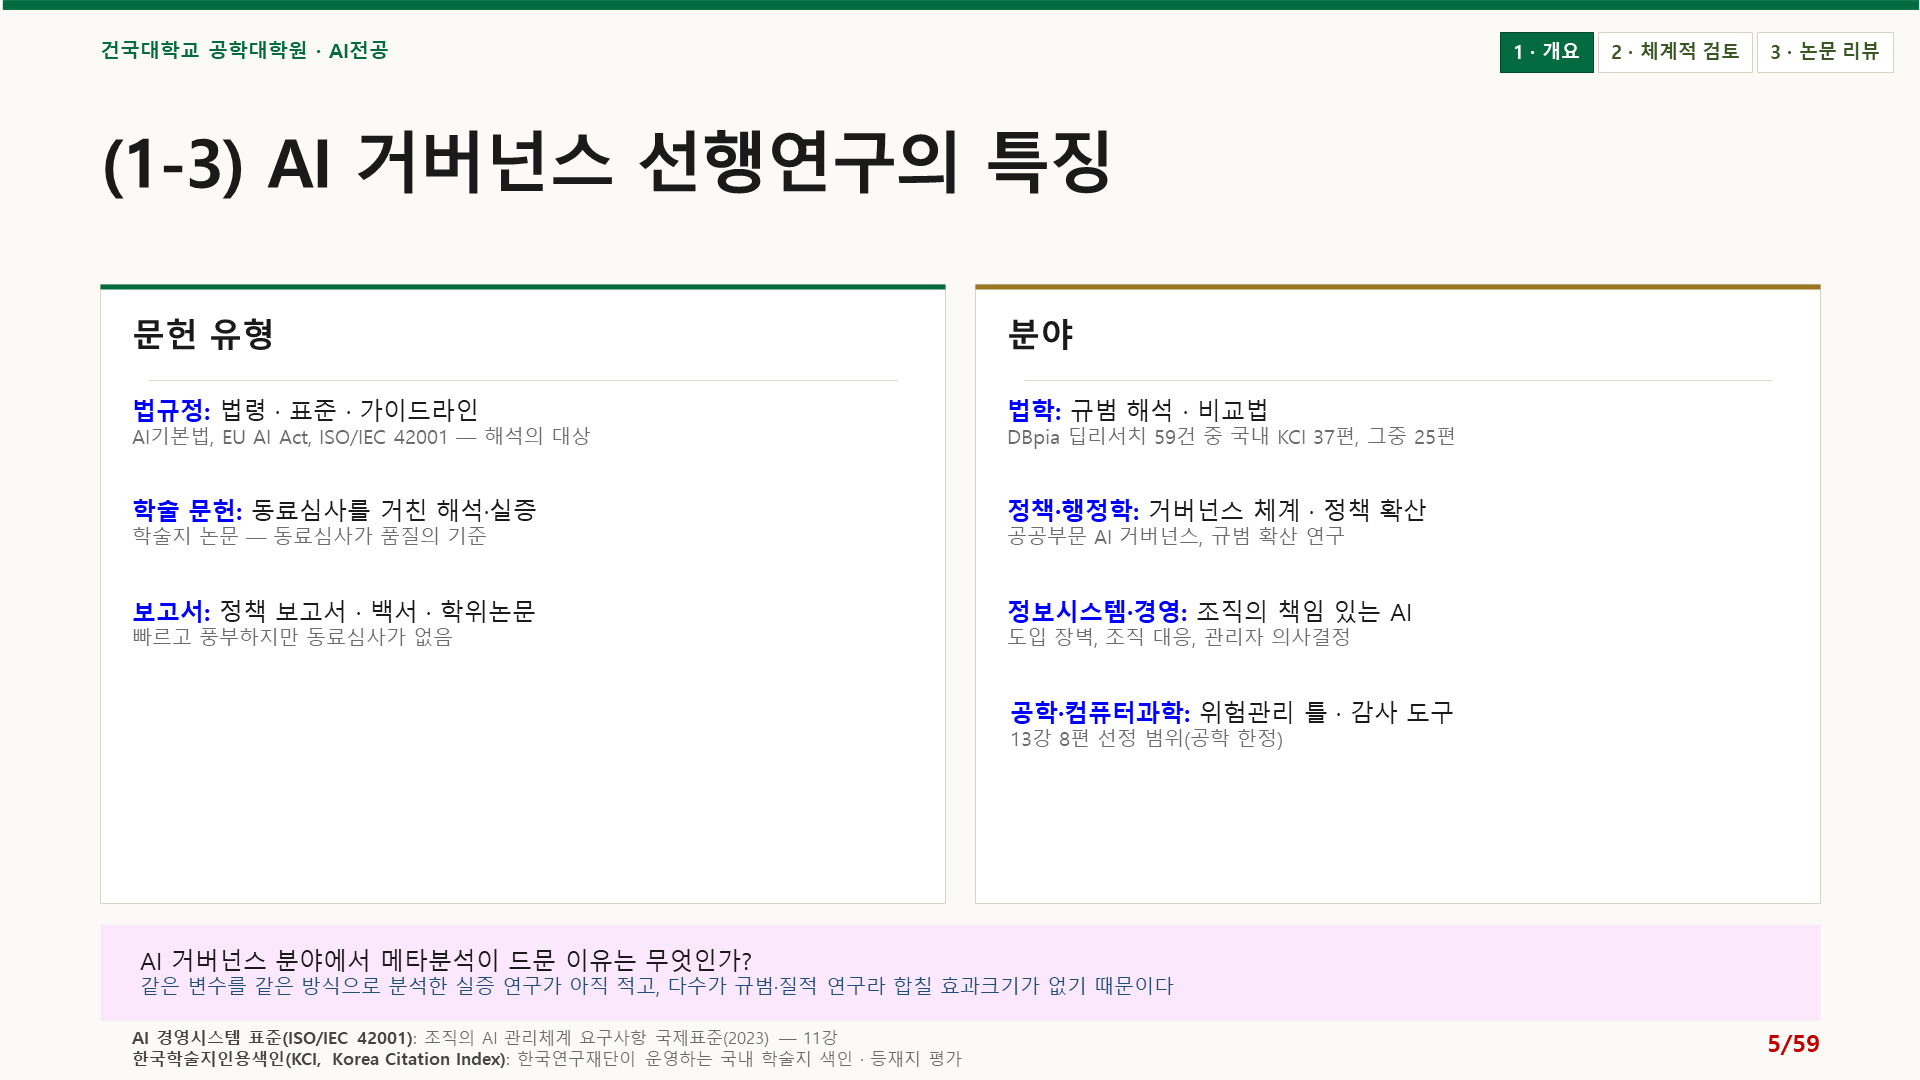 건국대학교 공학대학원 · AI전공
1 · 개요
2 · 체계적 검토
3 · 논문 리뷰
(1-3) AI 거버넌스 선행연구의 특징
문헌 유형
법규정: 법령 · 표준 · 가이드라인
AI기본법, EU AI Act, ISO/IEC 42001 — 해석의 대상
학술 문헌: 동료심사를 거친 해석·실증
학술지 논문 — 동료심사가 품질의 기준
보고서: 정책 보고서 · 백서 · 학위논문
빠르고 풍부하지만 동료심사가 없음
분야
법학: 규범 해석 · 비교법
DBpia 딥리서치 59건 중 국내 KCI 37편, 그중 25편
정책·행정학: 거버넌스 체계 · 정책 확산
공공부문 AI 거버넌스, 규범 확산 연구
정보시스템·경영: 조직의 책임 있는 AI
도입 장벽, 조직 대응, 관리자 의사결정
공학·컴퓨터과학: 위험관리 틀 · 감사 도구
13강 8편 선정 범위(공학 한정)
AI 거버넌스 분야에서 메타분석이 드문 이유는 무엇인가?
같은 변수를 같은 방식으로 분석한 실증 연구가 아직 적고, 다수가 규범·질적 연구라 합칠 효과크기가 없기 때문이다
AI 경영시스템 표준(ISO/IEC 42001): 조직의 AI 관리체계 요구사항 국제표준(2023) — 11강
한국학술지인용색인(KCI, Korea Citation Index): 한국연구재단이 운영하는 국내 학술지 색인 · 등재지 평가
5/59